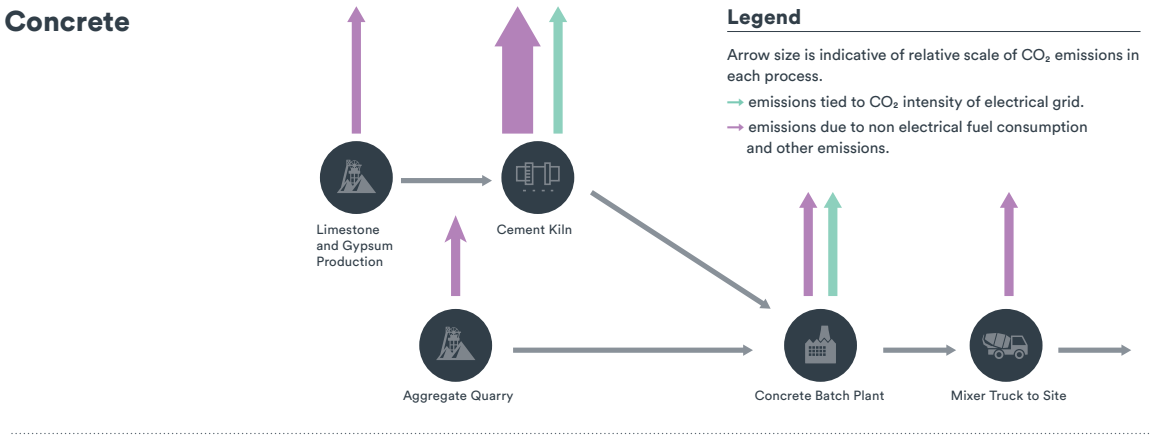 Concrete
Legend
Arrow size is indicative of relative scale of CO₂ emissions in
each process.
emissions tied to CO₂ intensity of electrical grid.
emissions due to non electrical fuel consumption
and other emissions.
Limestone
and Gypsum
Production
Cement Kiln
Aggregate Quarry
Concrete Batch Plant
Mixer Truck to Site